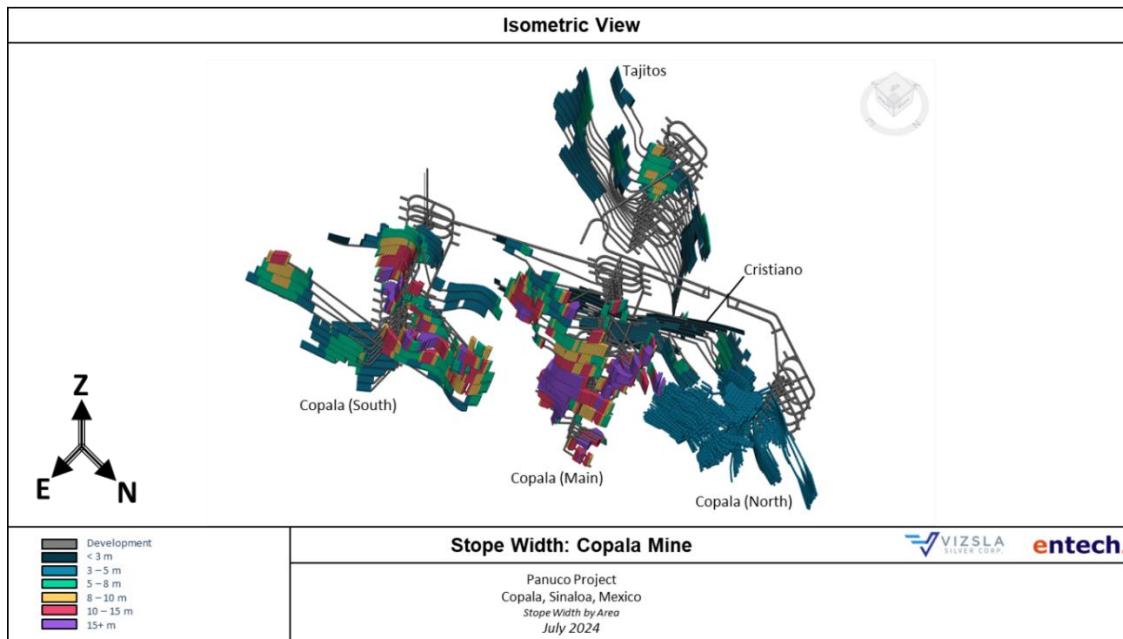 Isometric View
Tajitos
Cristiano
Copala (South)
Copala (Main)
Copala (North)
Z
E
N
Development
< 3 m
3 – 5 m
5 – 8 m
8 – 10 m
10 – 15 m
15+ m
Stope Width: Copala Mine
VIZSLA
SILVER CORP.
entech.
Panuco Project
Copala, Sinaloa, Mexico
Stope Width by Area
July 2024